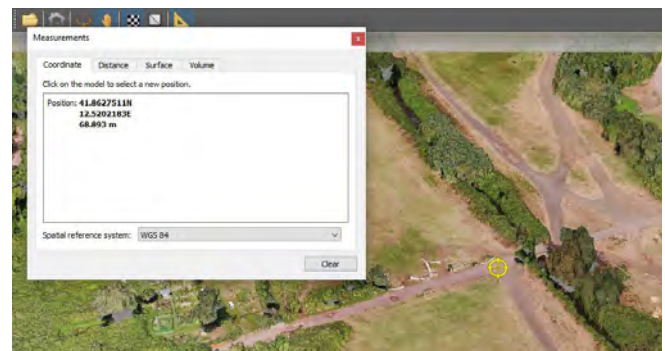 Measurements
Coordinate Distance Surface Volume
Click on the model to select a new position.
Position: 41.8627511N
12.5202183E
68.893 m
Spatial reference system: WGS 84
Clear